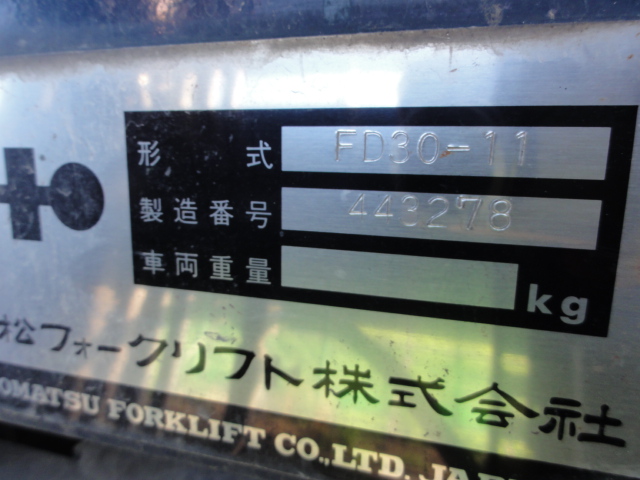 形式 FD30-11
製造番号 443278
車両重量 kg
松フォークリフト株式会社
OMATSU FORKLIFT CO.,LTD. JAP